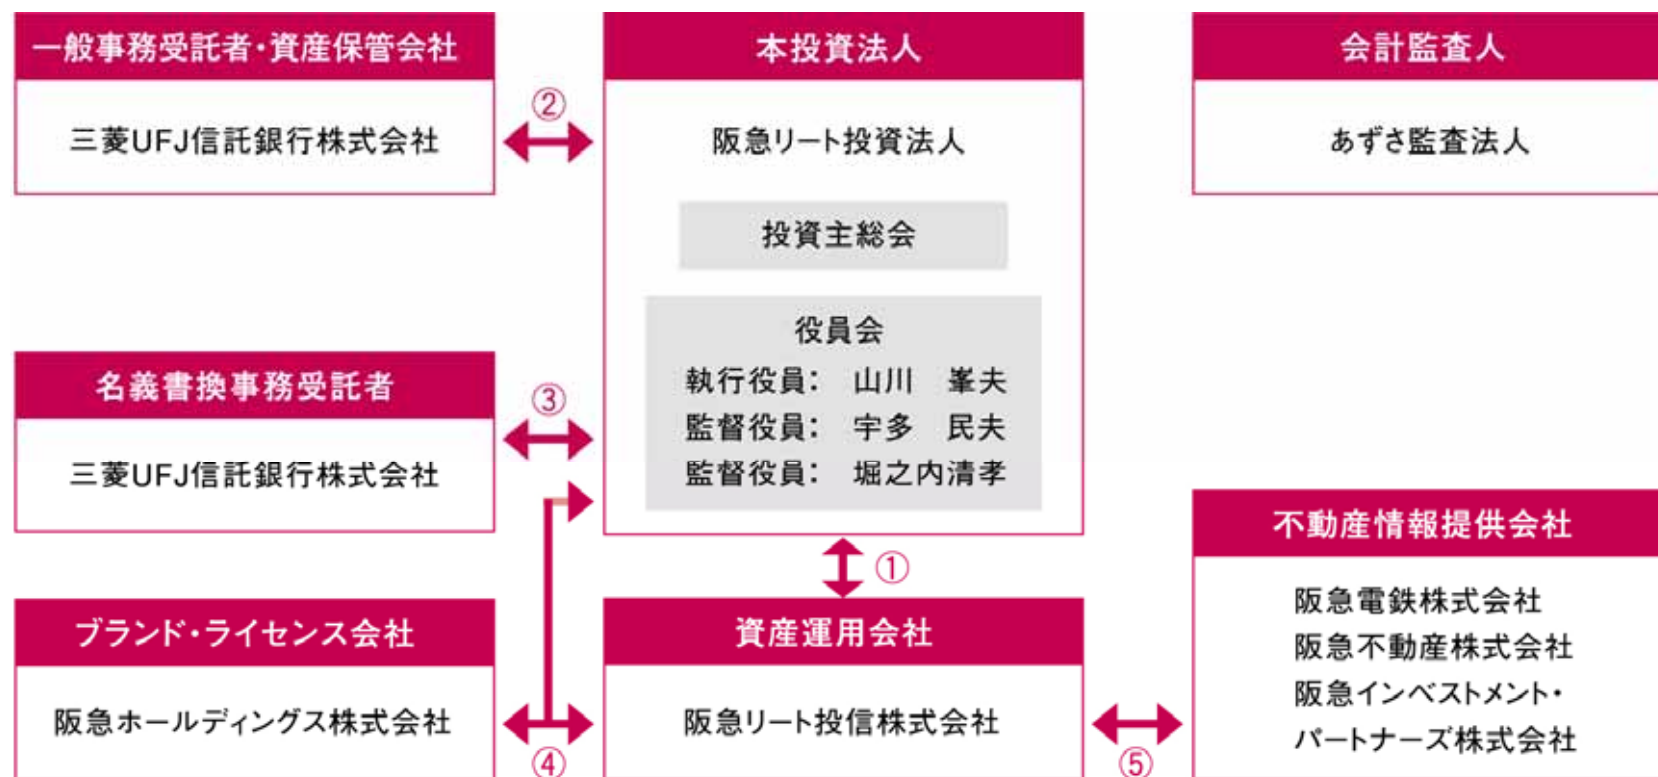 一般事務受託者・資産保管会社
三菱UFJ信託銀行株式会社
②
本投資法人
阪急リート投資法人
投資主総会
役員会
執行役員： 山川 峯夫
監督役員： 宇多 民夫
監督役員： 堀之内清孝
会計監査人
あずさ監査法人
名義書換事務受託者
三菱UFJ信託銀行株式会社
③
①
ブランド・ライセンス会社
阪急ホールディングス株式会社
④
資産運用会社
阪急リート投信株式会社
⑤
不動産情報提供会社
阪急電鉄株式会社
阪急不動産株式会社
阪急インベストメント・
パートナーズ株式会社